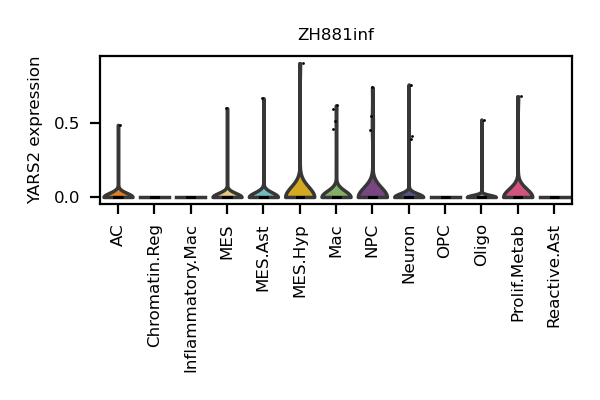 ZH881inf
YARS2 expression
0.5
0.0
AC
Chromatin.Reg
Inflammatory.Mac
MES
MES.Ast
MES.Hyp
Mac
NPC
Neuron
OPC
Oligo
Prolif.Metab
Reactive.Ast